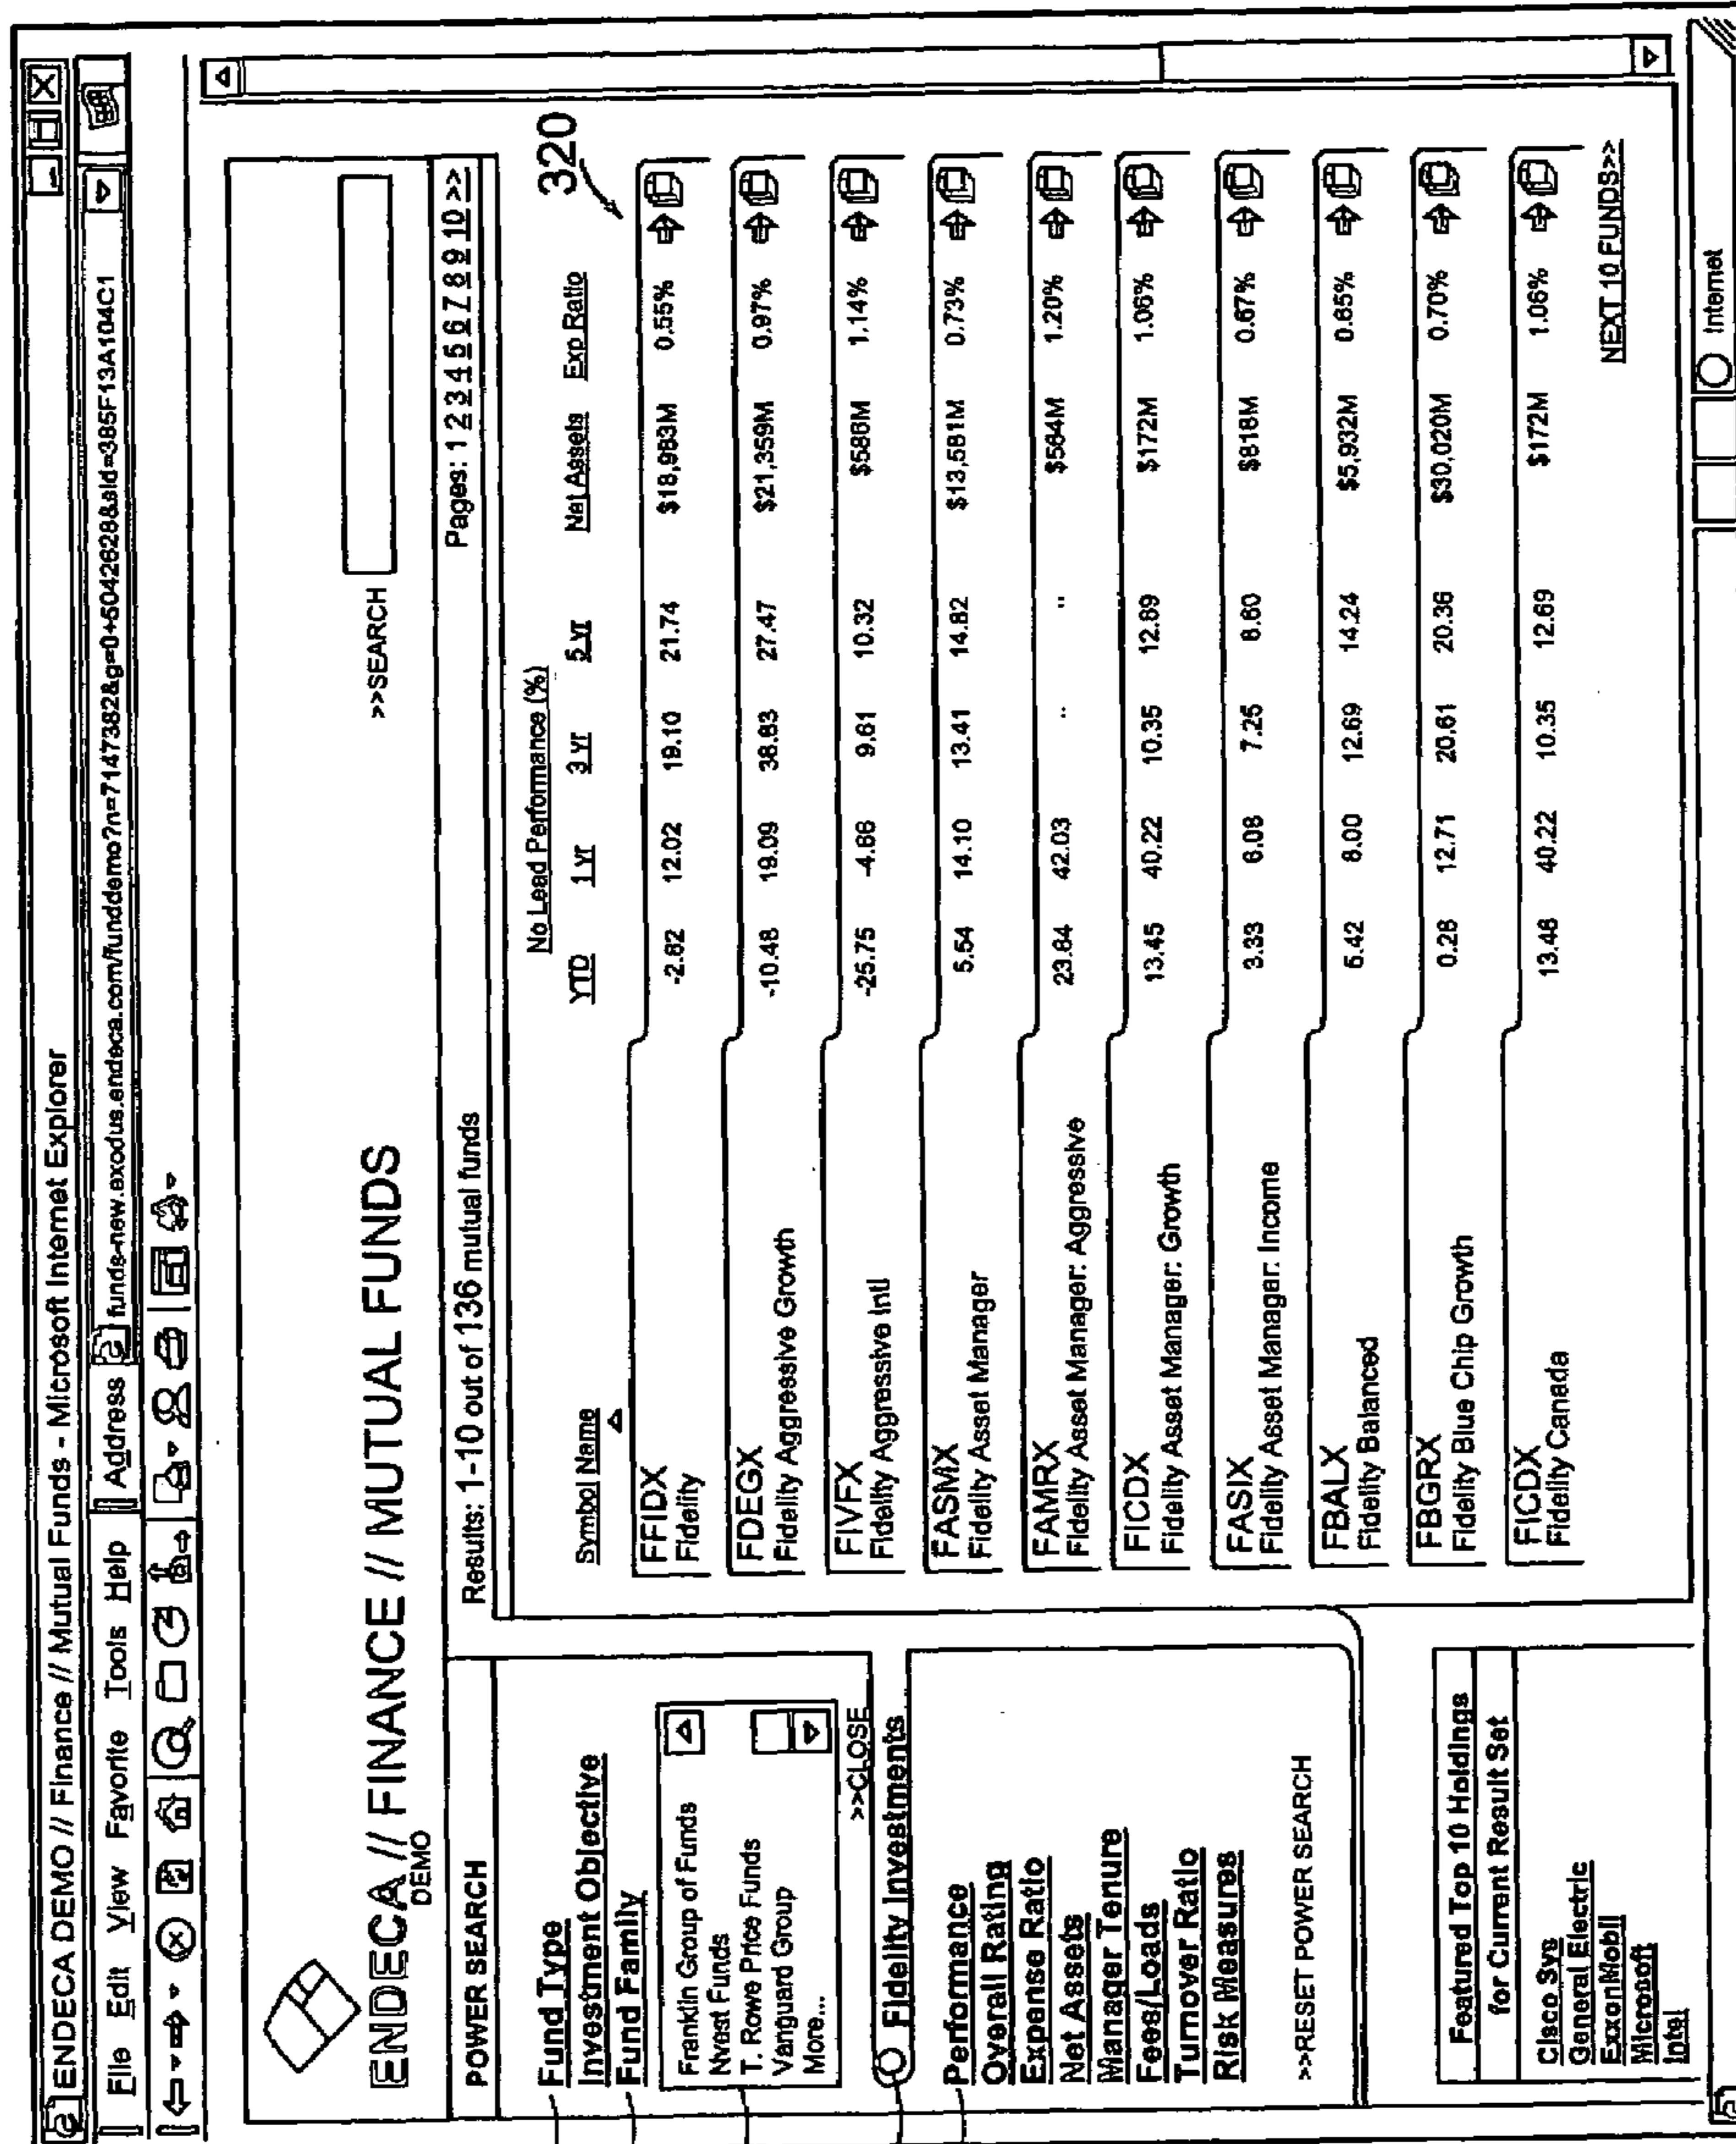 ENDECA DEMO // Finance // Mutual Funds - Microsoft Internet Explorer
File Edit View Favorite Tools Help Address funds-new.exodus.endeca.com/funddemo?n=7147382&g=0+5042628&sid=385F13A104C1
ENDECA // FINANCE // MUTUAL FUNDS
DEMO
>>SEARCH
POWER SEARCH
Results: 1-10 out of 136 mutual funds Pages: 1 2 3 4 5 6 7 8 9 10 >>
Fund Type
Investment Objective
Fund Family
Franklin Group of Funds
Nvest Funds
T. Rowe Price Funds
Vanguard Group
More...
>>CLOSE
Fidelity Investments
Performance
Overall Rating
Expense Ratio
Net Assets
Manager Tenure
Fees/Loads
Turnover Ratio
Risk Measures
>>RESET POWER SEARCH
Featured Top 10 Holdings
for Current Result Set
Cisco Sys
General Electric
ExxonMobil
Microsoft
Intel
No Load Performance (%)
Symbol Name YTD 1 yr 3 yr 5 yr Net Assets Exp Ratio
320
FFIDX -2.82 12.02 19.10 21.74 $18,983M 0.55%
Fidelity
FDEGX -10.48 19.09 38.83 27.47 $21,359M 0.97%
Fidelity Aggressive Growth
FIVFX -25.75 -4.86 9.81 10.32 $586M 1.14%
Fidelity Aggressive Intl
FASMX 5.54 14.10 13.41 14.82 $13,581M 0.73%
Fidelity Asset Manager
FAMRX 23.84 42.03 .. .. $584M 1.20%
Fidelity Asset Manager: Aggressive
FICDX 13.45 40.22 10.35 12.89 $172M 1.06%
Fidelity Asset Manager: Growth
FASIX 3.33 6.08 7.25 8.60 $818M 0.67%
Fidelity Asset Manager: Income
FBALX 6.42 8.00 12.69 14.24 $5,932M 0.65%
Fidelity Balanced
FBGRX 0.28 12.71 20.61 20.36 $30,020M 0.70%
Fidelity Blue Chip Growth
FICDX 13.48 40.22 10.35 12.69 $172M 1.06%
Fidelity Canada
NEXT 10 FUNDS>>
Internet